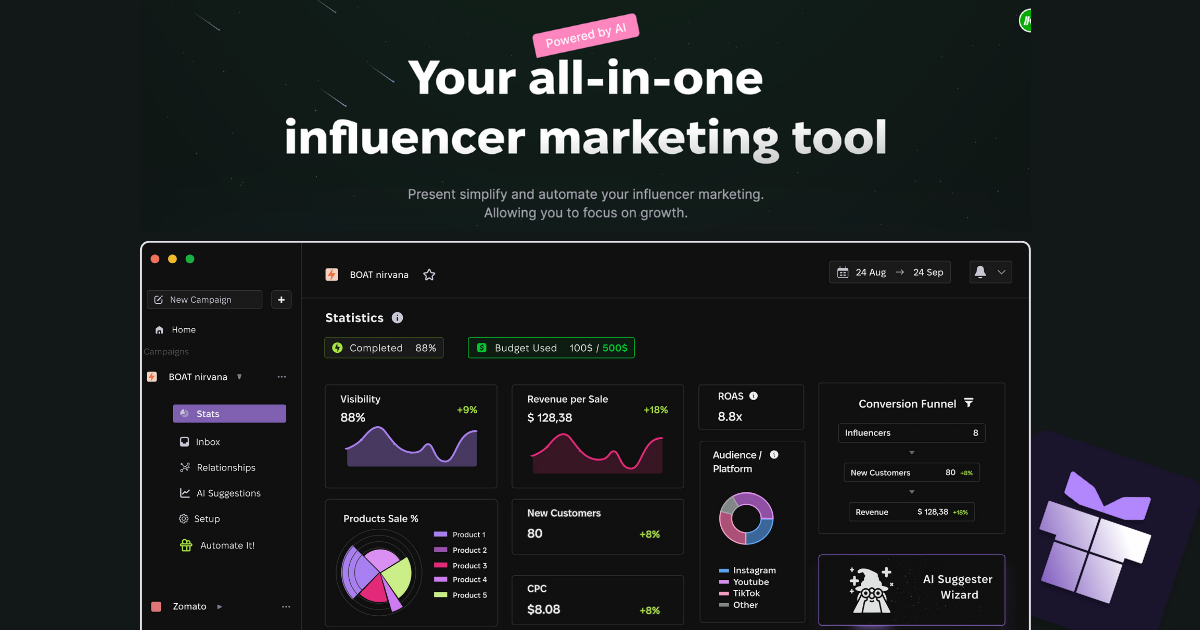 Powered by AI
Your all-in-one
influencer marketing tool
Present simplify and automate your influencer marketing.
Allowing you to focus on growth.
New Campaign
+
Home
Campaigns
BOAT nirvana
Stats
Inbox
Relationships
AI Suggestions
Setup
Automate It!
Zomato
BOAT nirvana
24 Aug → 24 Sep
Statistics
Completed 88%
Budget Used 100$ / 500$
Visibility
88%
+9%
Revenue per Sale
$ 128,38
+18%
ROAS
8.8x
Conversion Funnel
Influencers 8
New Customers 80 +8%
Revenue $ 128,38 +18%
Audience /
Platform
Instagram
Youtube
TikTok
Other
Products Sale %
Product 1
Product 2
Product 3
Product 4
Product 5
New Customers
80
+8%
CPC
$8.08
+8%
AI Suggester
Wizard